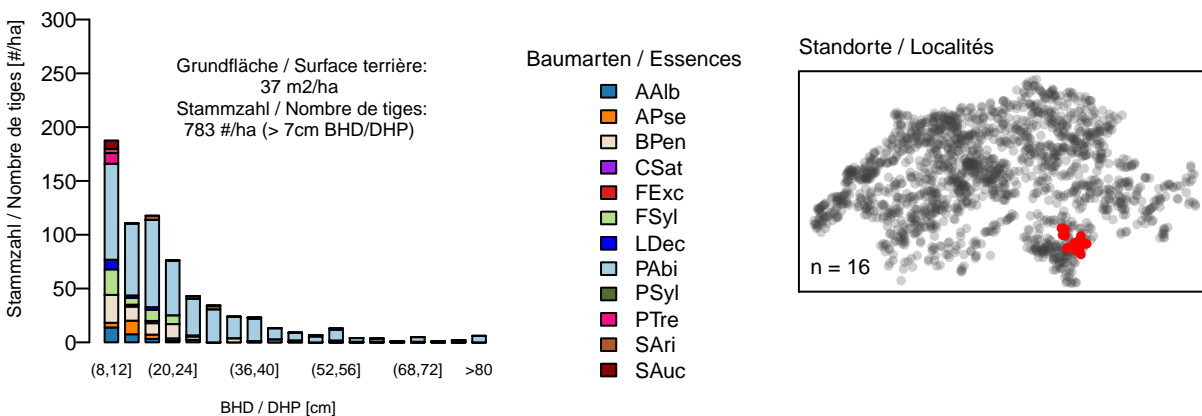 Stammzahl / Nombre de tiges [#/ha]
300
250
200
150
100
50
0
Grundfläche / Surface terrière:
37 m2/ha
Stammzahl / Nombre de tiges:
783 #/ha (> 7cm BHD/DHP)
(8,12]
(20,24]
(36,40]
(52,56]
(68,72]
>80
BHD / DHP [cm]
Baumarten / Essences
AAlb
APse
BPen
CSat
FExc
FSyl
LDec
PAbi
PSyl
PTre
SAri
SAuc
Standorte / Localités
n = 16